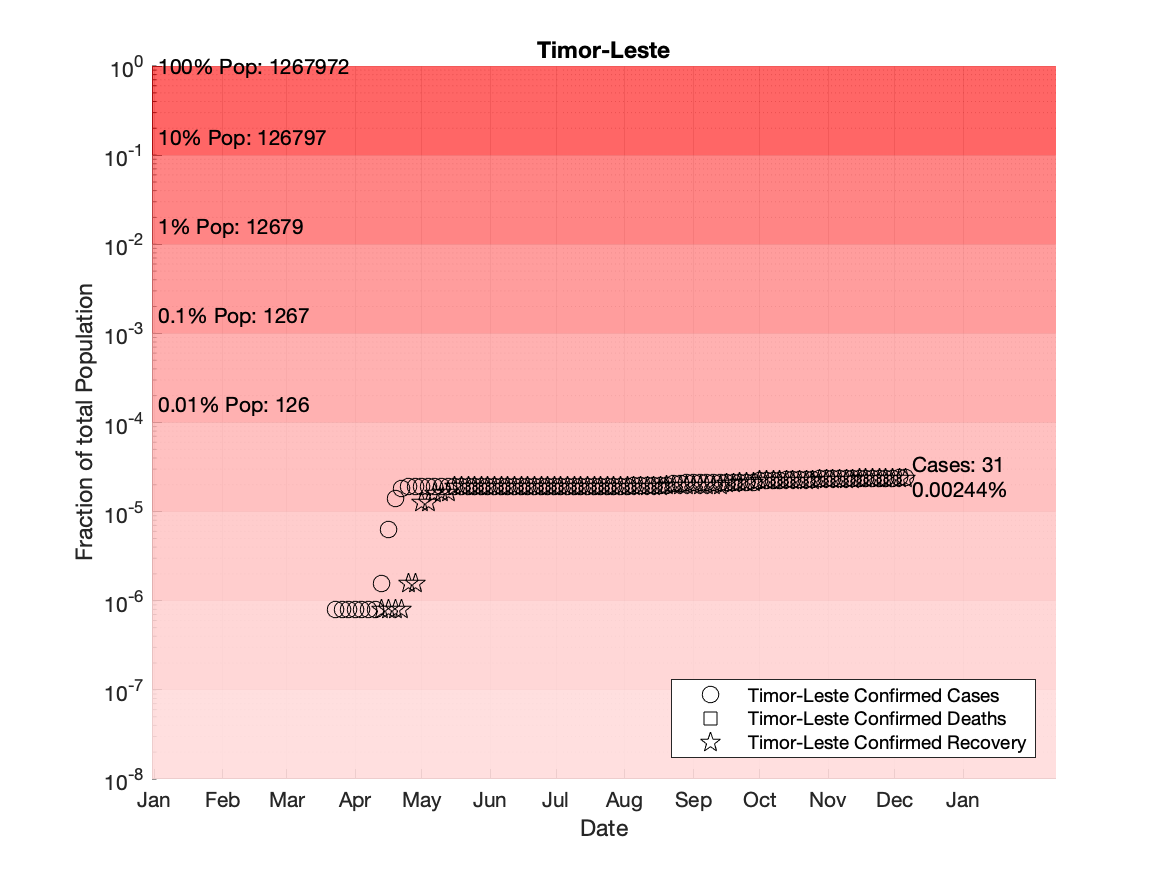 Timor-Leste
10^0
100% Pop: 1267972
10% Pop: 126797
10^-1
1% Pop: 12679
10^-2
0.1% Pop: 1267
10^-3
0.01% Pop: 126
10^-4
Cases: 31
0.00244%
10^-5
10^-6
10^-7
10^-8
Fraction of total Population
Timor-Leste Confirmed Cases
Timor-Leste Confirmed Deaths
Timor-Leste Confirmed Recovery
Jan Feb Mar Apr May Jun Jul Aug Sep Oct Nov Dec Jan
Date